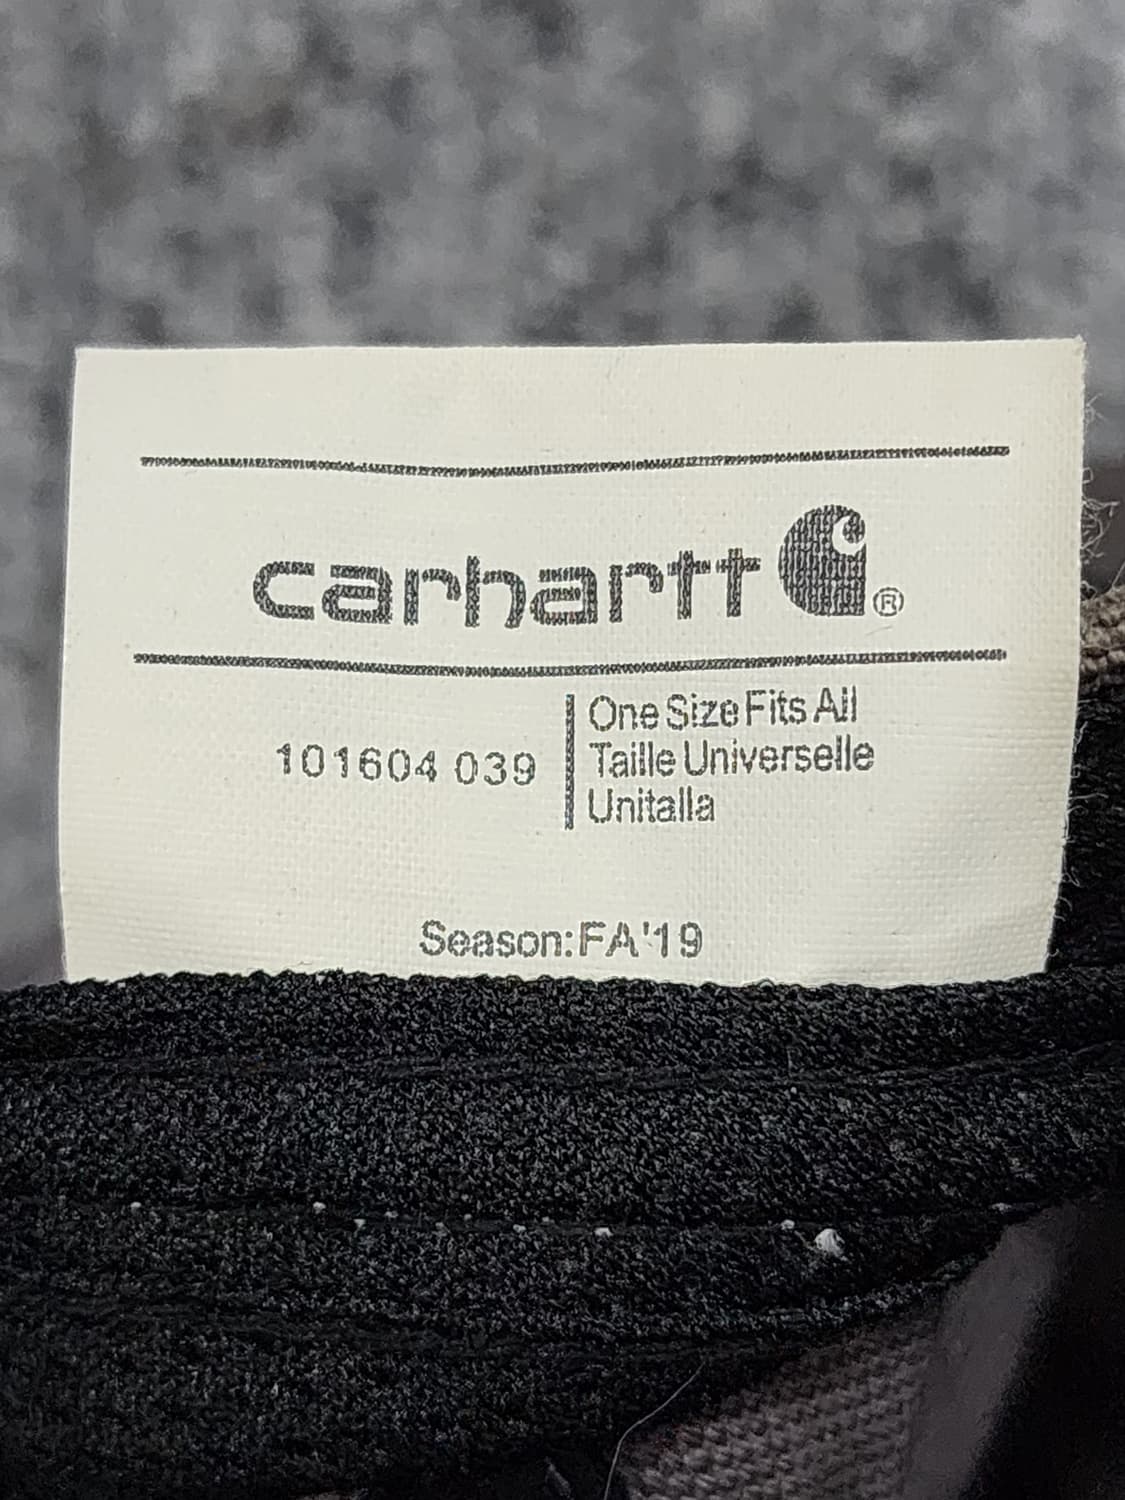 carhartt ®
101604 039
One Size Fits All
Taille Universelle
Unitalla
Season:FA'19